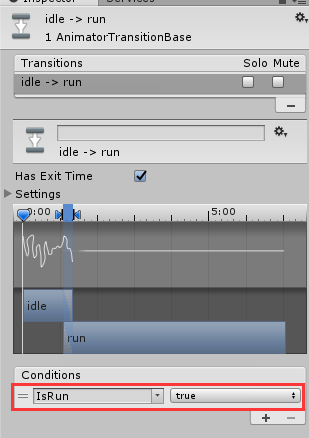 Inspector
Services
idle -> run
1 AnimatorTransitionBase
Transitions Solo Mute
idle -> run
idle -> run
Has Exit Time
Settings
0:00 5:00
idle
run
Conditions
IsRun true